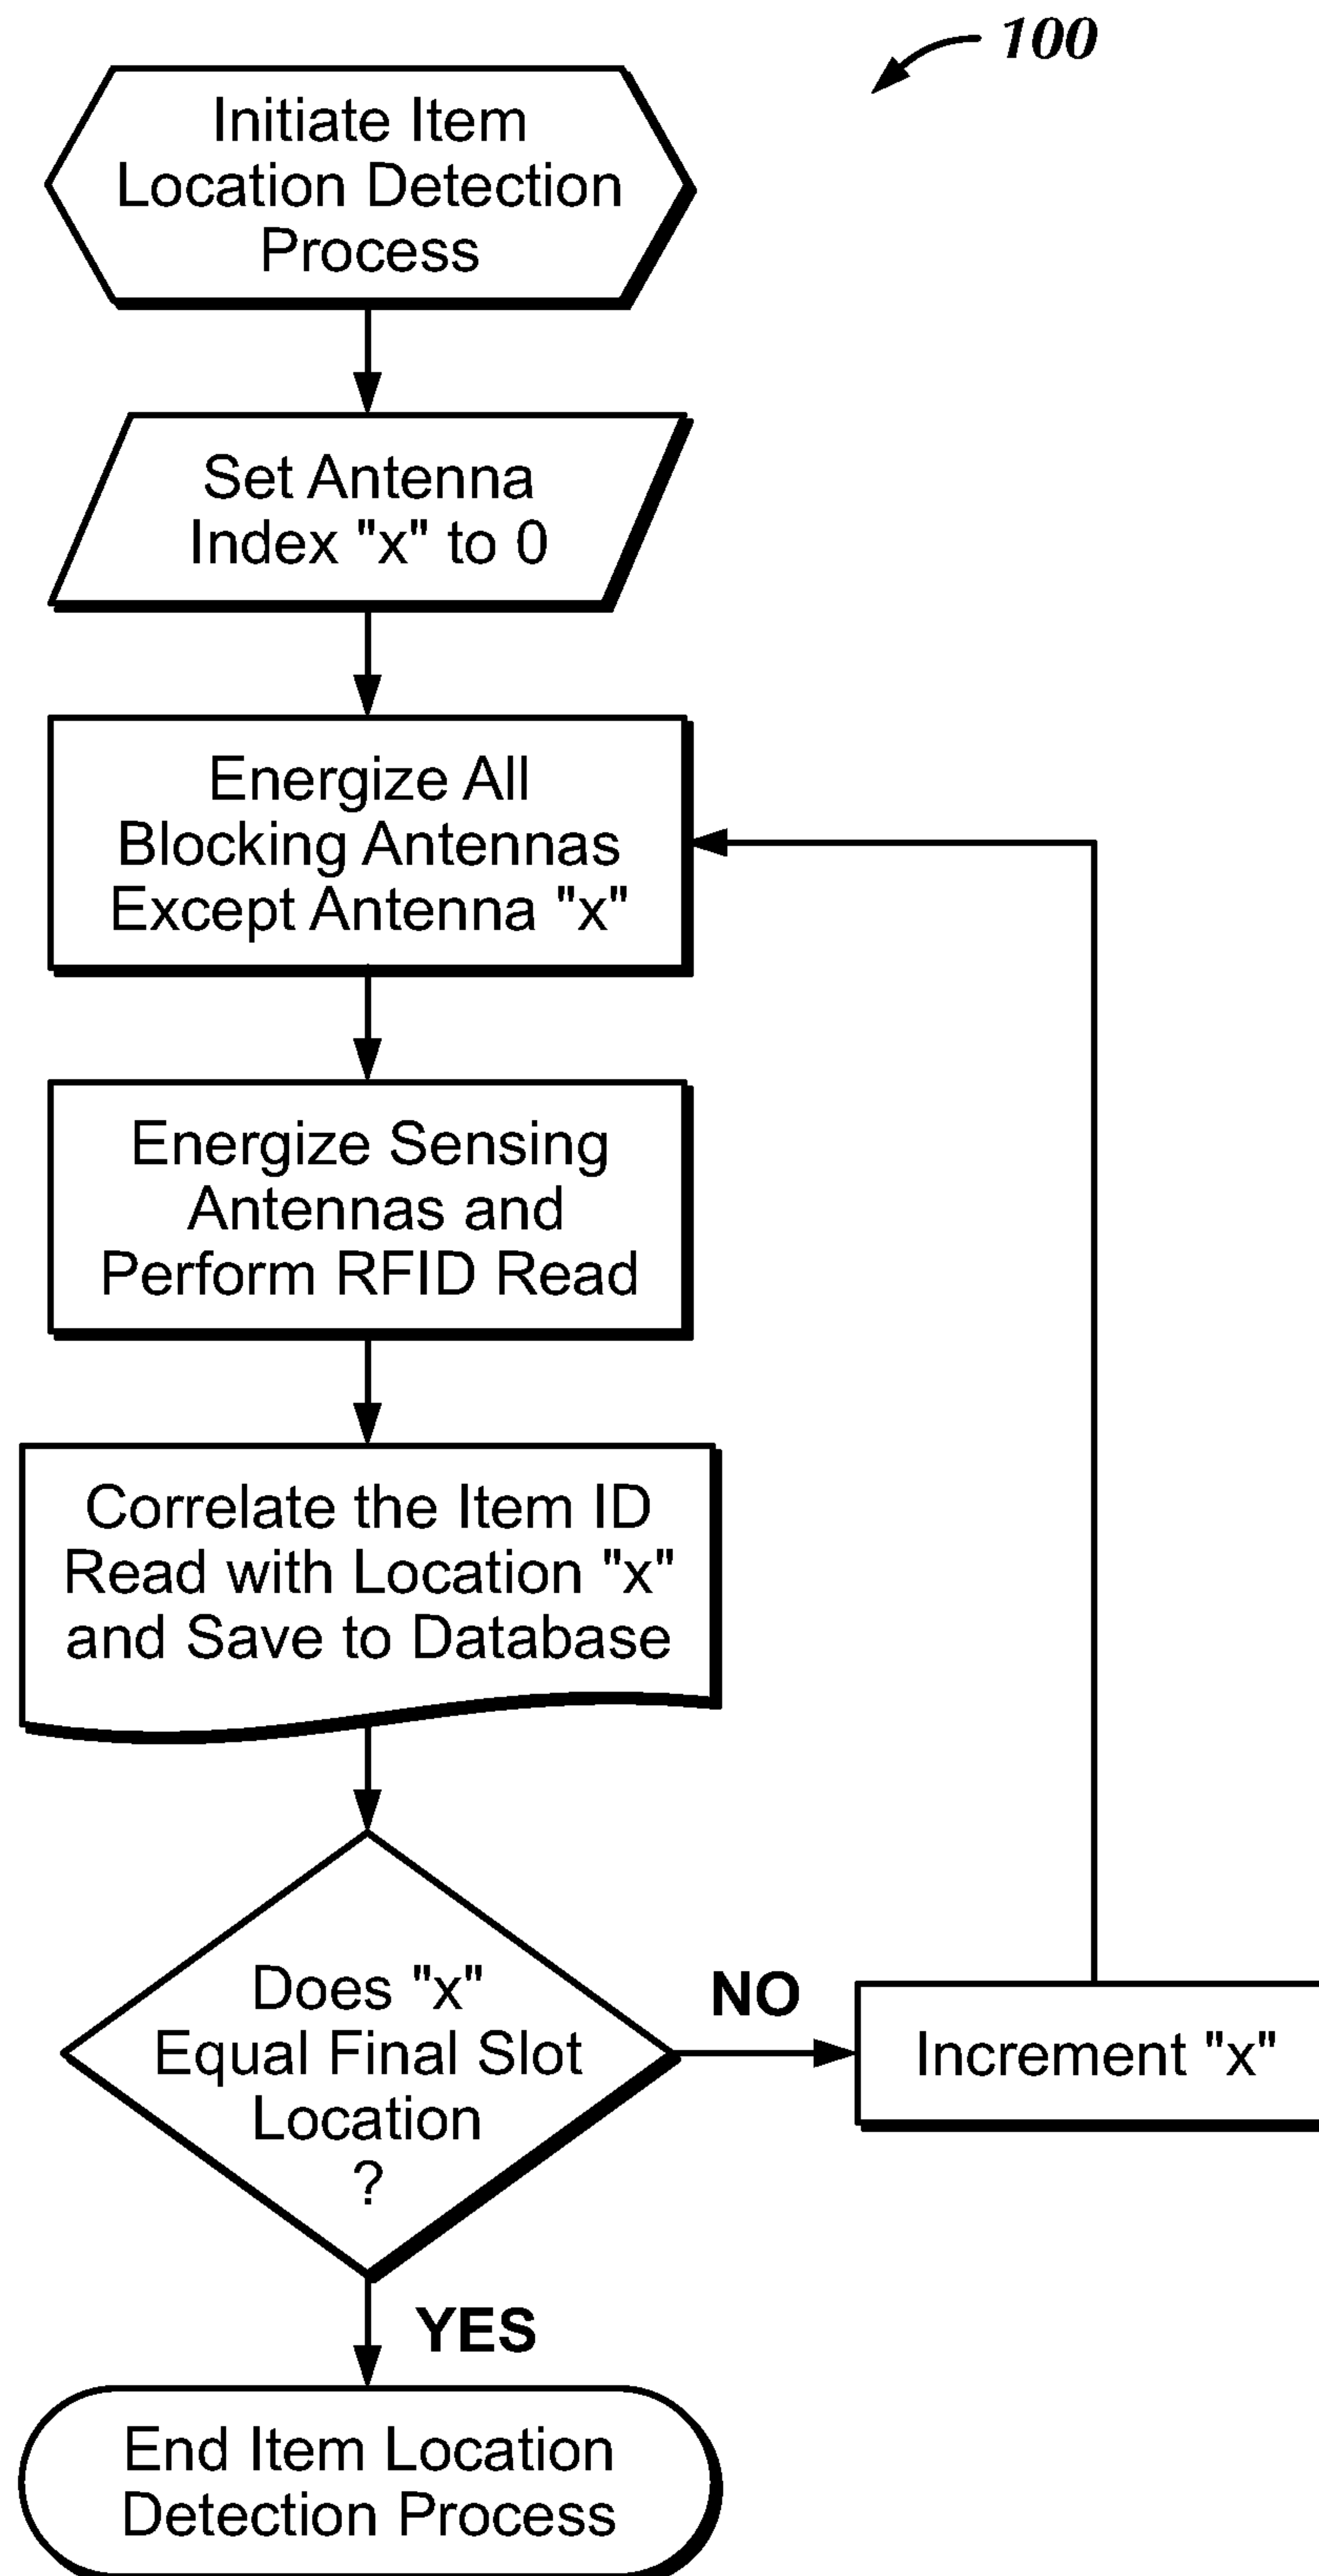 100
Initiate Item
Location Detection
Process
Set Antenna
Index "x" to 0
Energize All
Blocking Antennas
Except Antenna "x"
Energize Sensing
Antennas and
Perform RFID Read
Correlate the Item ID
Read with Location "x"
and Save to Database
Does "x"
Equal Final Slot
Location
?
NO
Increment "x"
YES
End Item Location
Detection Process